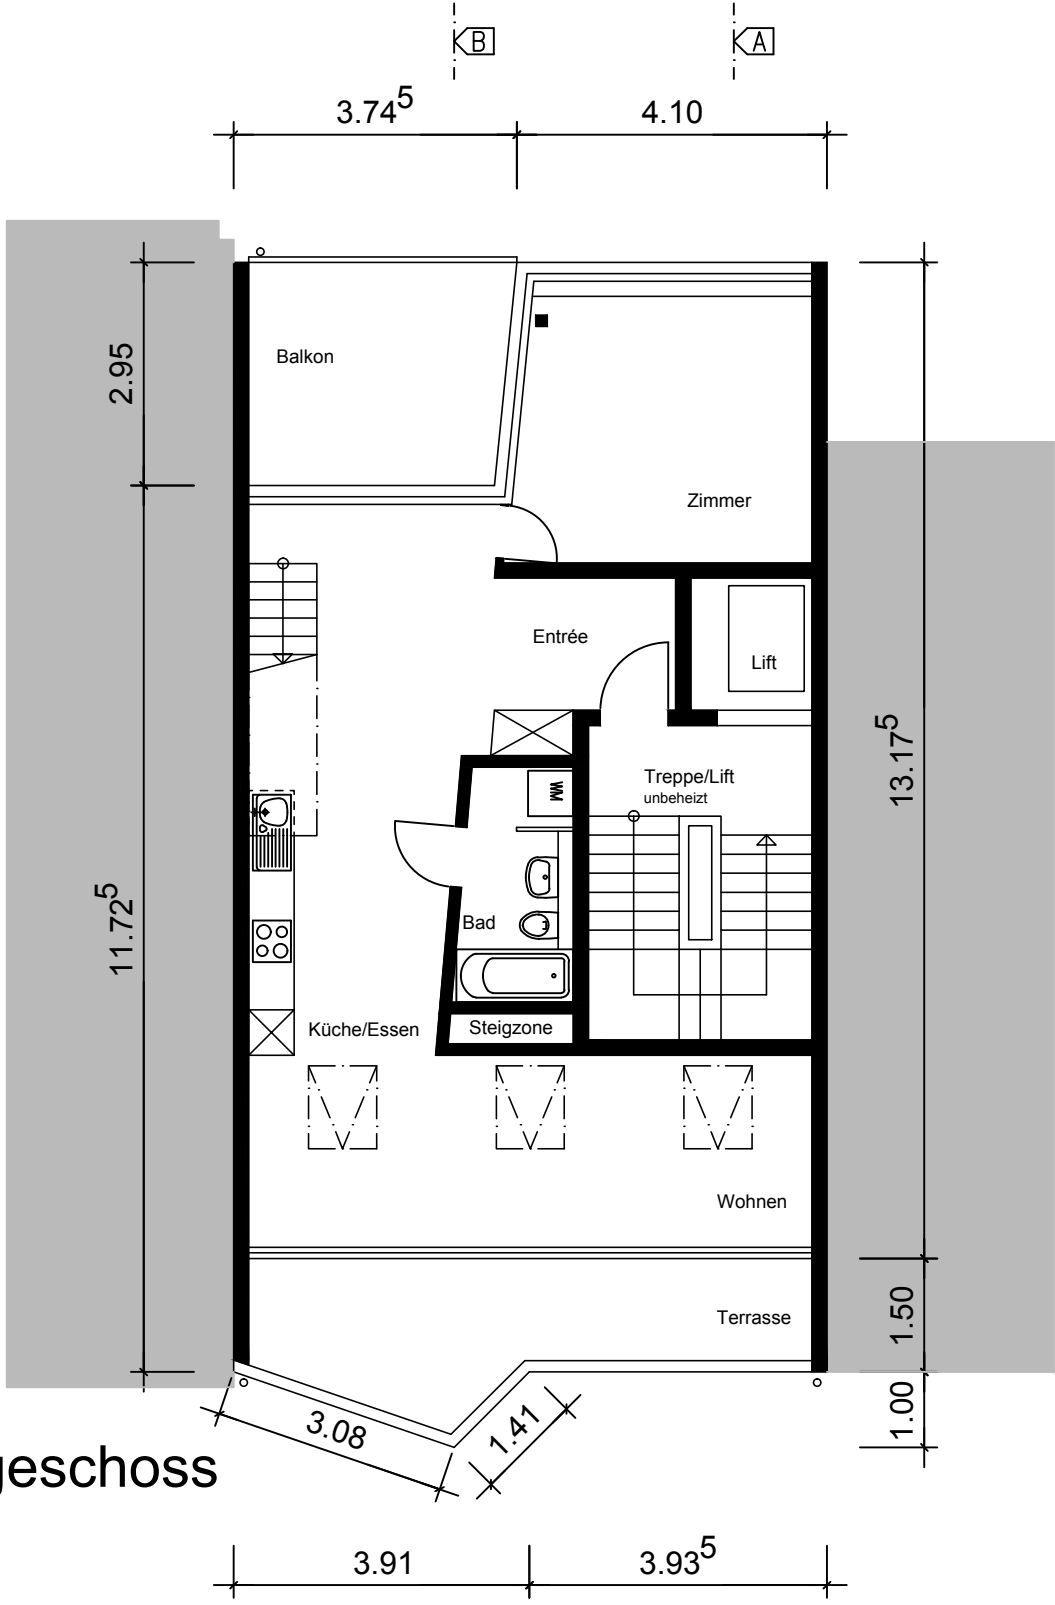 B
A
3.74⁵
4.10
2.95
Balkon
Zimmer
Entrée
Lift
13.17⁵
Treppe/Lift
unbeheizt
WM
11.72⁵
Bad
Küche/Essen
Steigzone
Wohnen
Terrasse
1.50
1.00
3.08
1.41
geschoss
3.91
3.93⁵